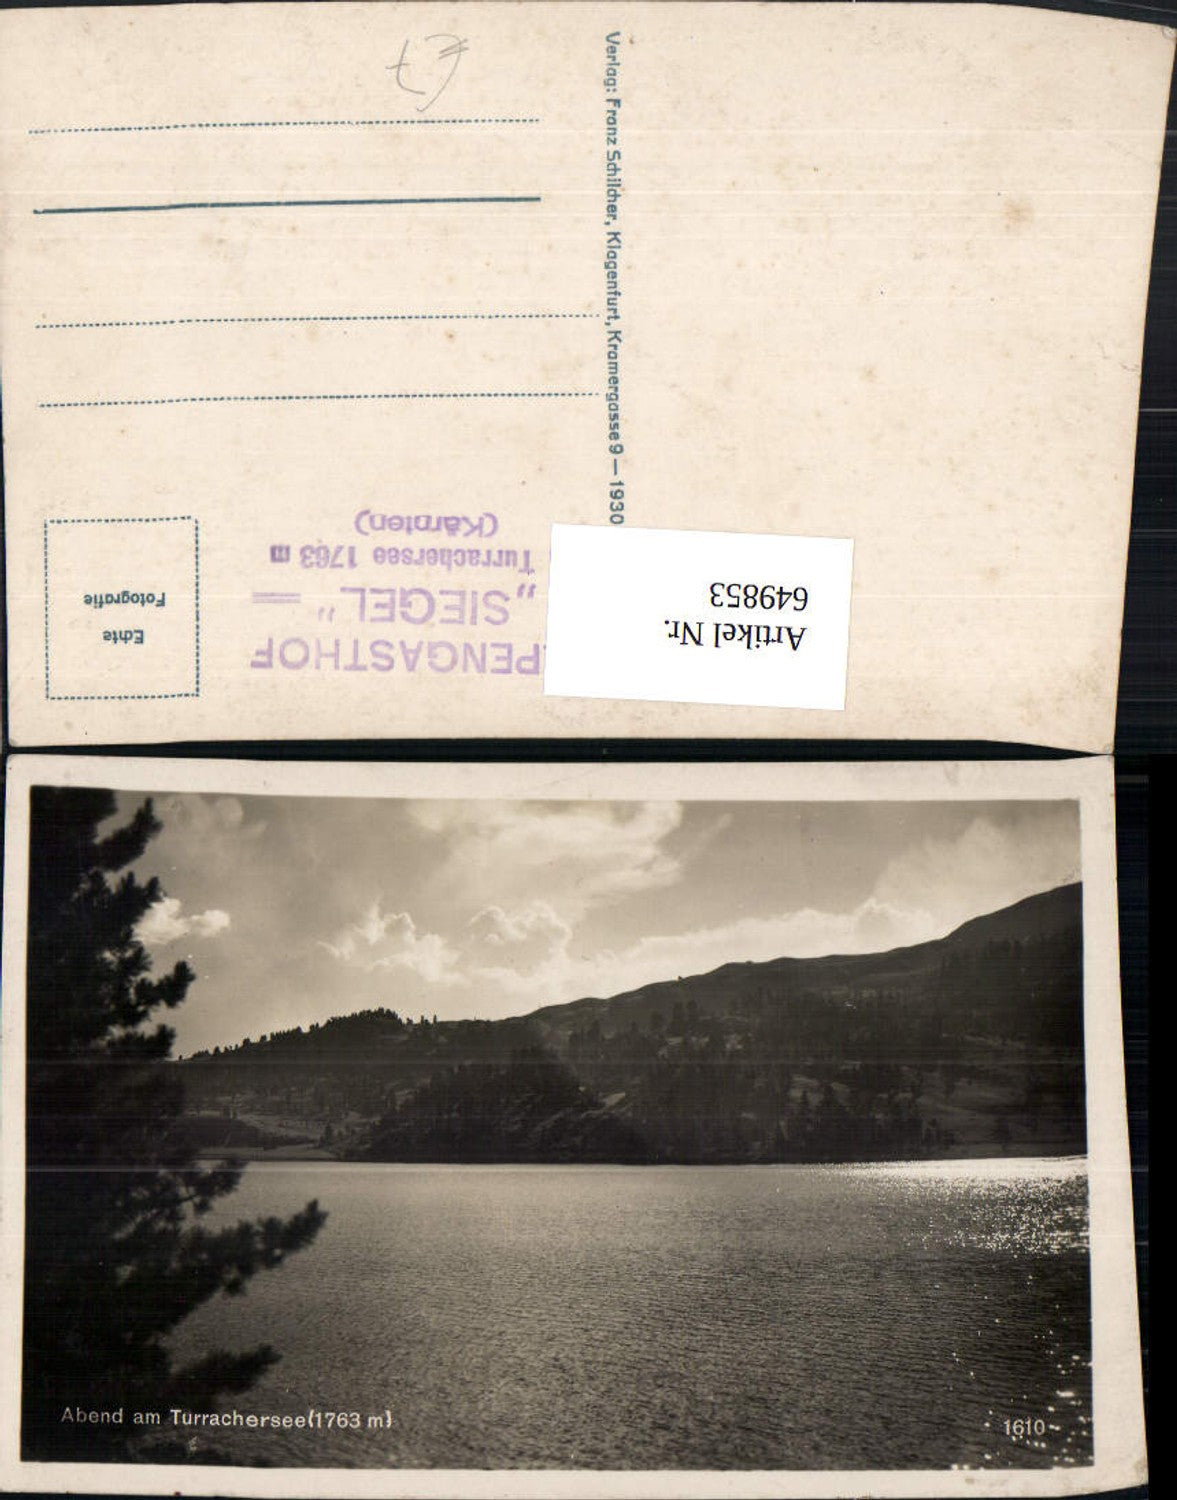 Verlag: Franz Schilcher, Klagenfurt, Kramergasse 9 — 1930
Echte
Fotografie
PENGASTHOF
„SIEGEL”
Turrachersee 1763 m
(Kärnten)
Artikel Nr.
649853
Abend am Turrachersee (1763 m)
1610